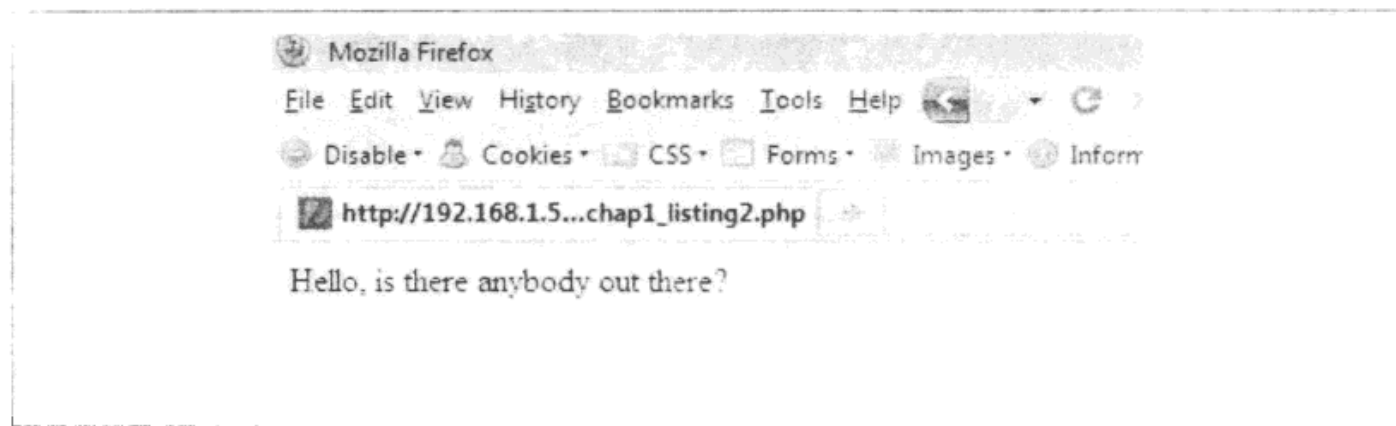 Mozilla Firefox
File Edit View History Bookmarks Tools Help
Disable Cookies CSS Forms Images Inform
http://192.168.1.5...chap1_listing2.php
Hello, is there anybody out there?